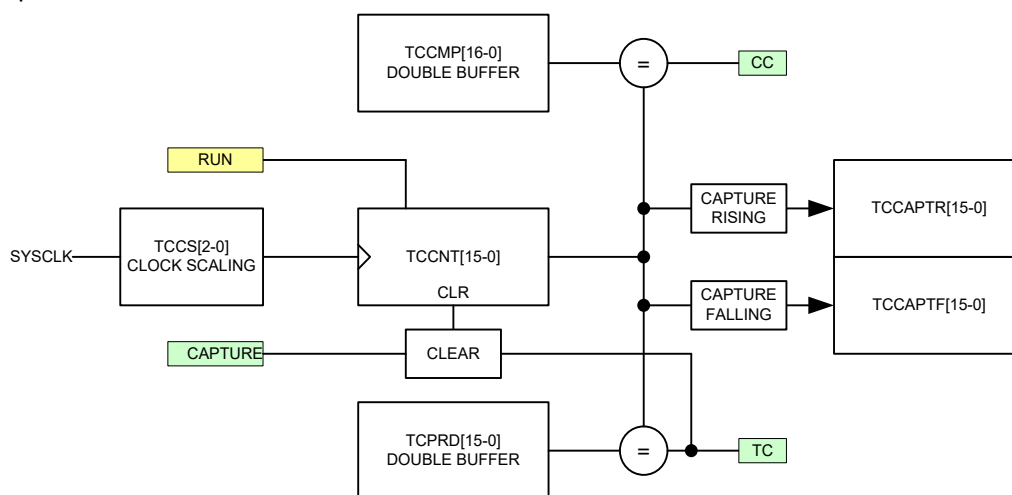 TCCMP[16-0]
DOUBLE BUFFER
=
CC
RUN
CAPTURE
RISING
TCCAPTR[15-0]
SYSCLK
TCCS[2-0]
CLOCK SCALING
TCCNT[15-0]
CLR
CAPTURE
FALLING
TCCAPTF[15-0]
CAPTURE
CLEAR
TCPRD[15-0]
DOUBLE BUFFER
=
TC